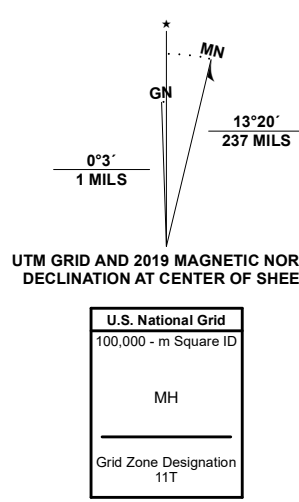 ★
MN
GN
13°20´
237 MILS
0°3´
1 MILS
UTM GRID AND 2019 MAGNETIC NOR
DECLINATION AT CENTER OF SHEE
U.S. National Grid
100,000 - m Square ID
MH
Grid Zone Designation
11T